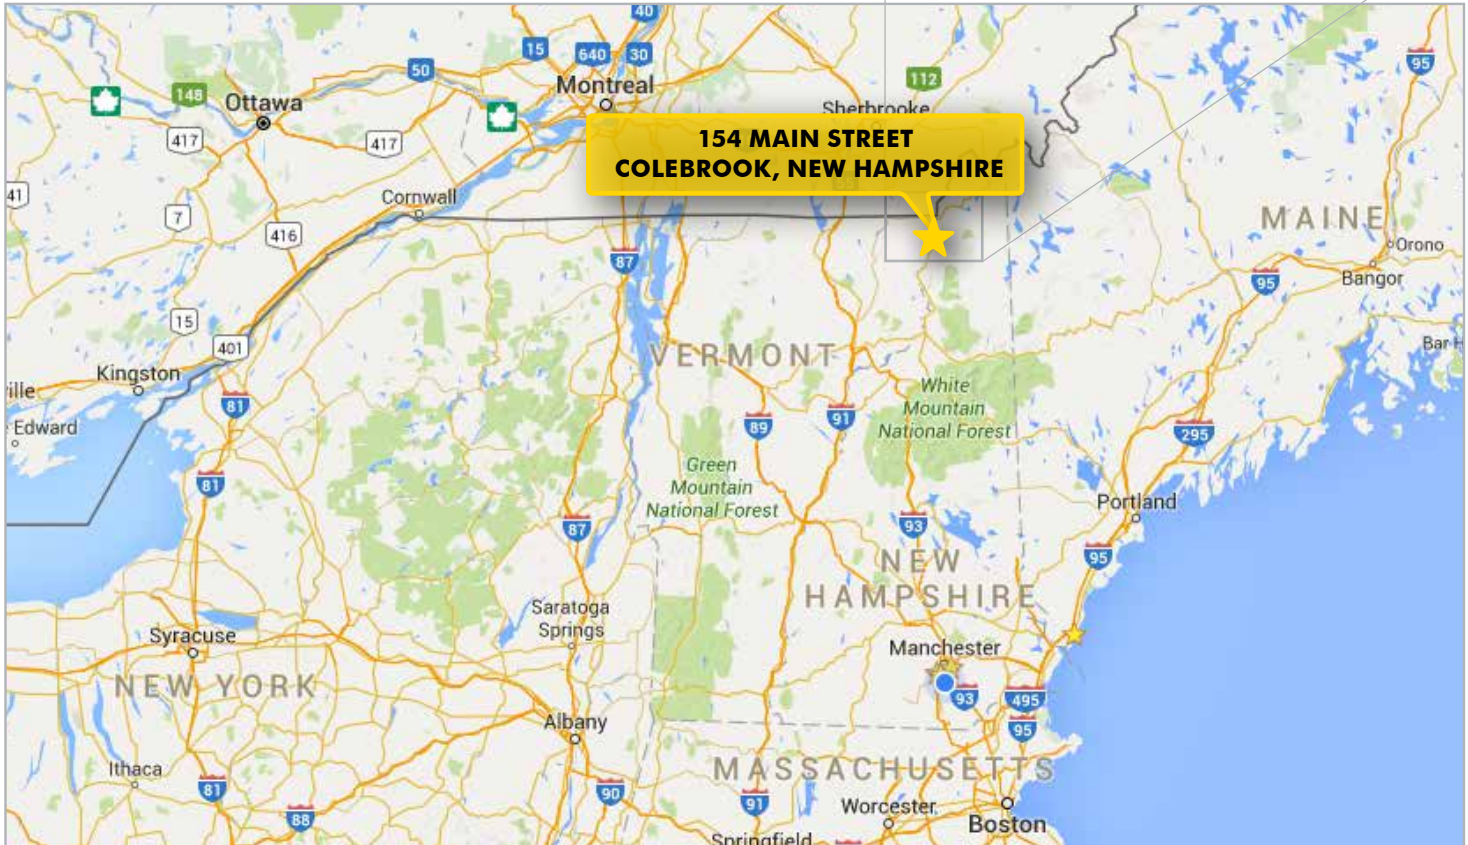 40
15
640
30
50
Montreal
112
95
148
Ottawa
Sherbrooke
417
417
154 MAIN STREET
COLEBROOK, NEW HAMPSHIRE
41
Cornwall
7
416
MAINE
Orono
87
Bangor
95
15
401
VERMONT
Bar H
Kingston
ville
81
White
Mountain
National Forest
89
91
Edward
295
Green
Mountain
National Forest
81
Portland
87
93
95
NEW
HAMPSHIRE
Saratoga
Springs
Syracuse
Manchester
NEW YORK
93
495
Albany
95
Ithaca
MASSACHUSETTS
81
90
91
Worcester
88
Boston
Springfield